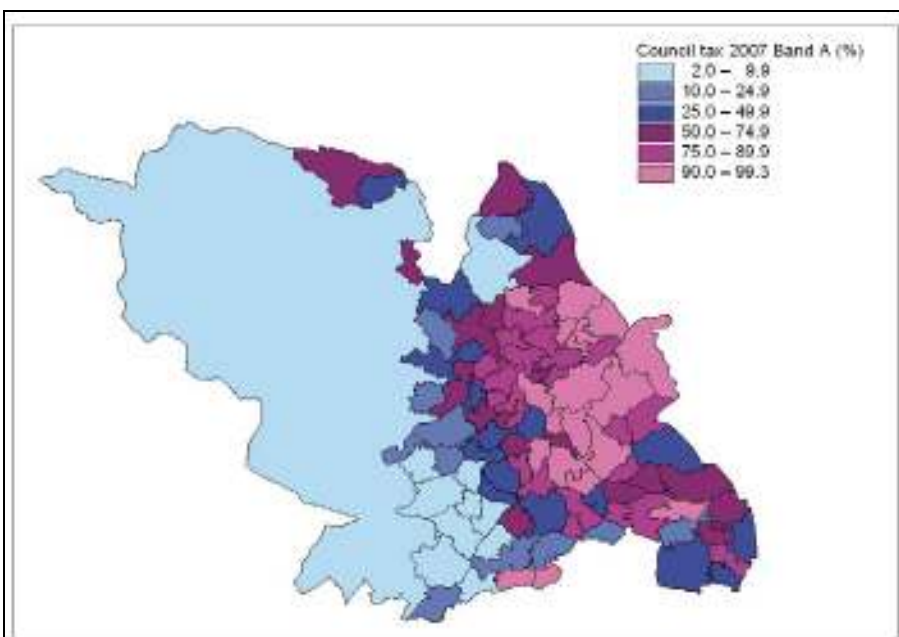 Council tax 2007 Band A (%)
2.0 – 9.9
10.0 – 24.9
25.0 – 49.9
50.0 – 74.9
75.0 – 89.9
90.0 – 99.3